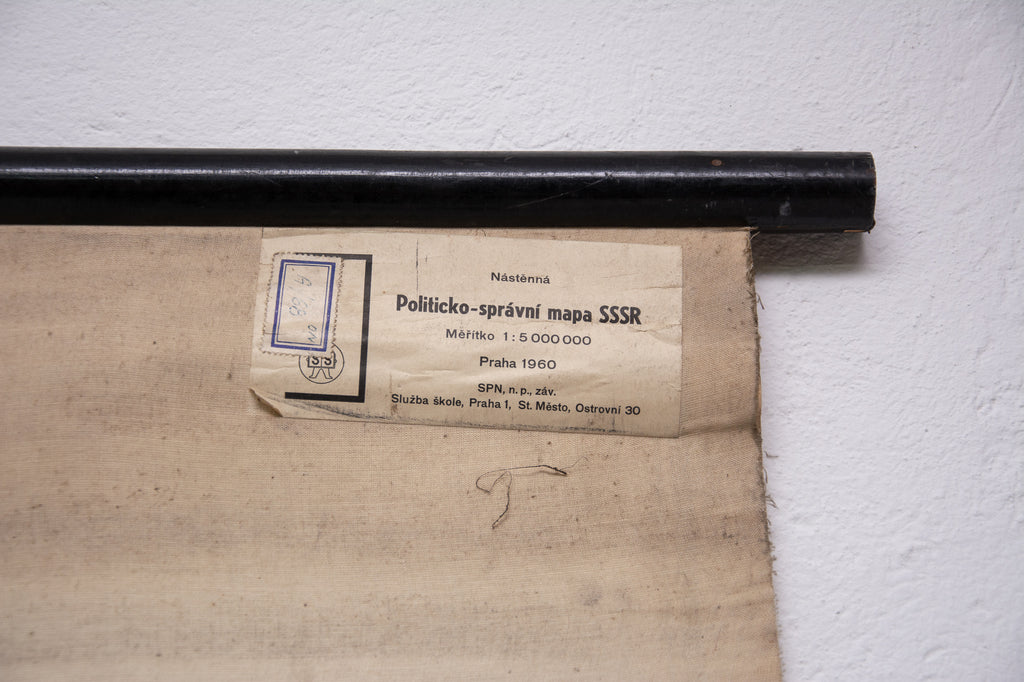 Nástěnná
Politicko-správní mapa SSSR
Měřítko 1 : 5 000 000
Praha 1960
SPN, n. p., záv.
Služba škole, Praha 1, St. Město, Ostrovní 30